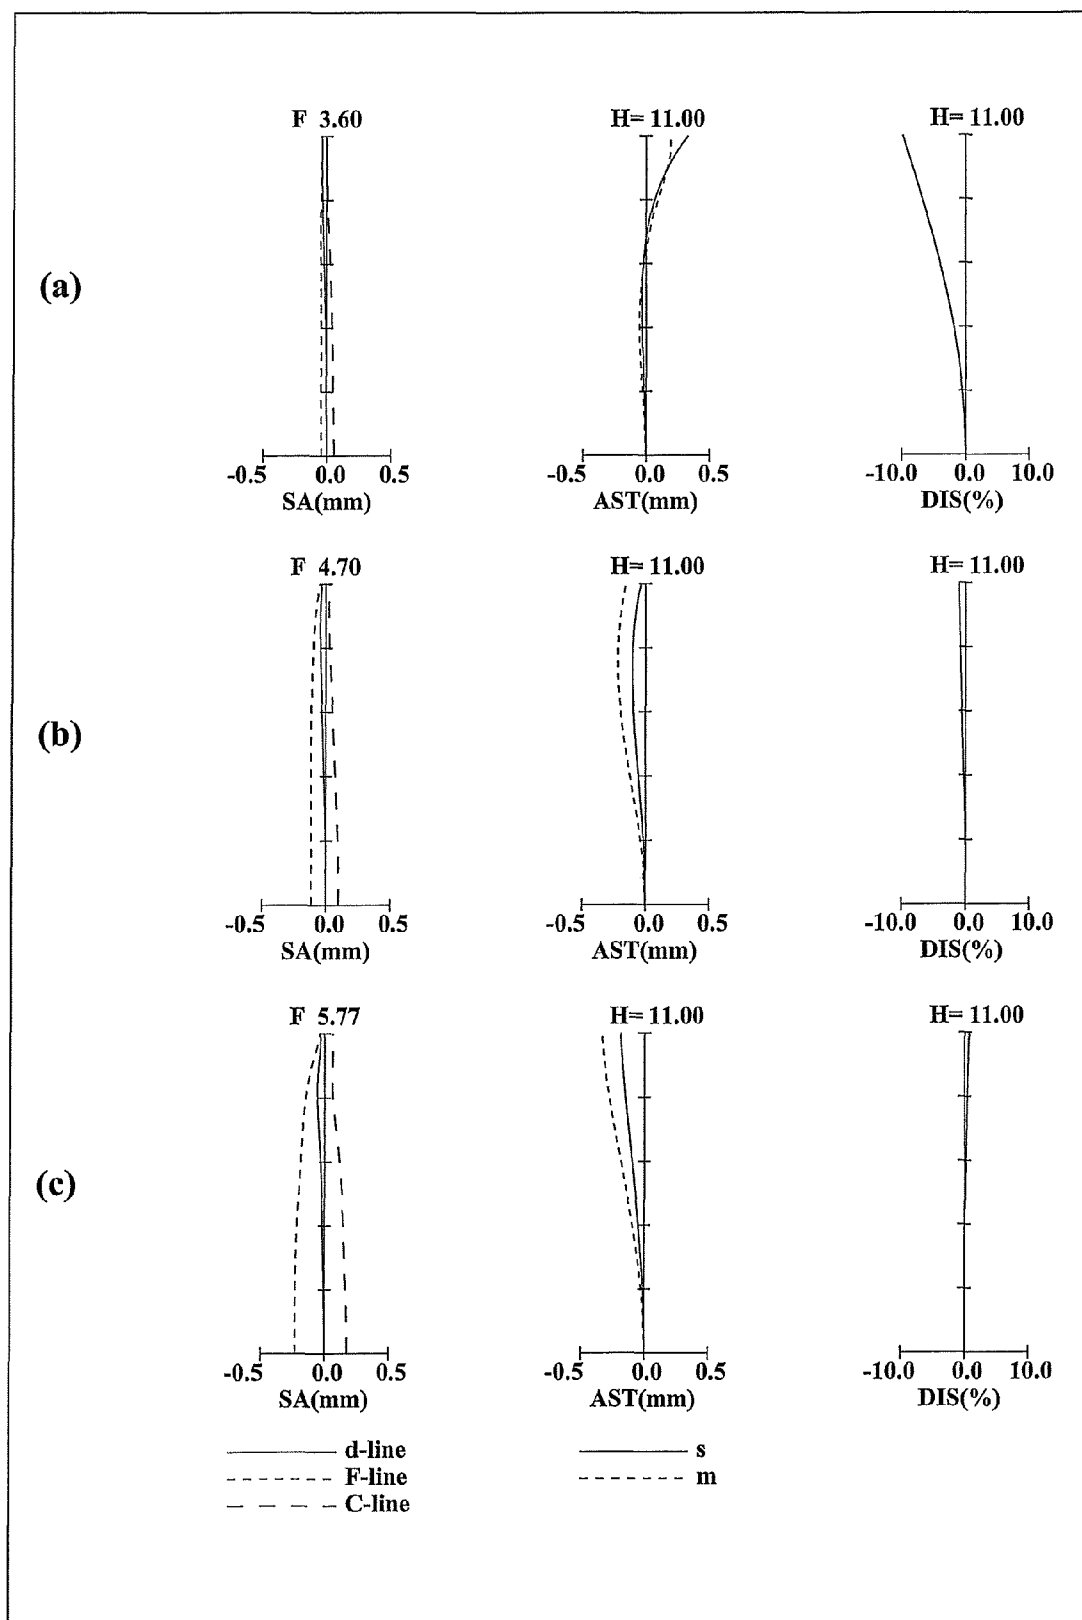 F 3.60 H= 11.00 H= 11.00
(a)
-0.5 0.0 0.5 -0.5 0.0 0.5 -10.0 0.0 10.0
SA(mm) AST(mm) DIS(%)
F 4.70 H= 11.00 H= 11.00
(b)
-0.5 0.0 0.5 -0.5 0.0 0.5 -10.0 0.0 10.0
SA(mm) AST(mm) DIS(%)
F 5.77 H= 11.00 H= 11.00
(c)
-0.5 0.0 0.5 -0.5 0.0 0.5 -10.0 0.0 10.0
SA(mm) AST(mm) DIS(%)
d-line s
F-line m
C-line